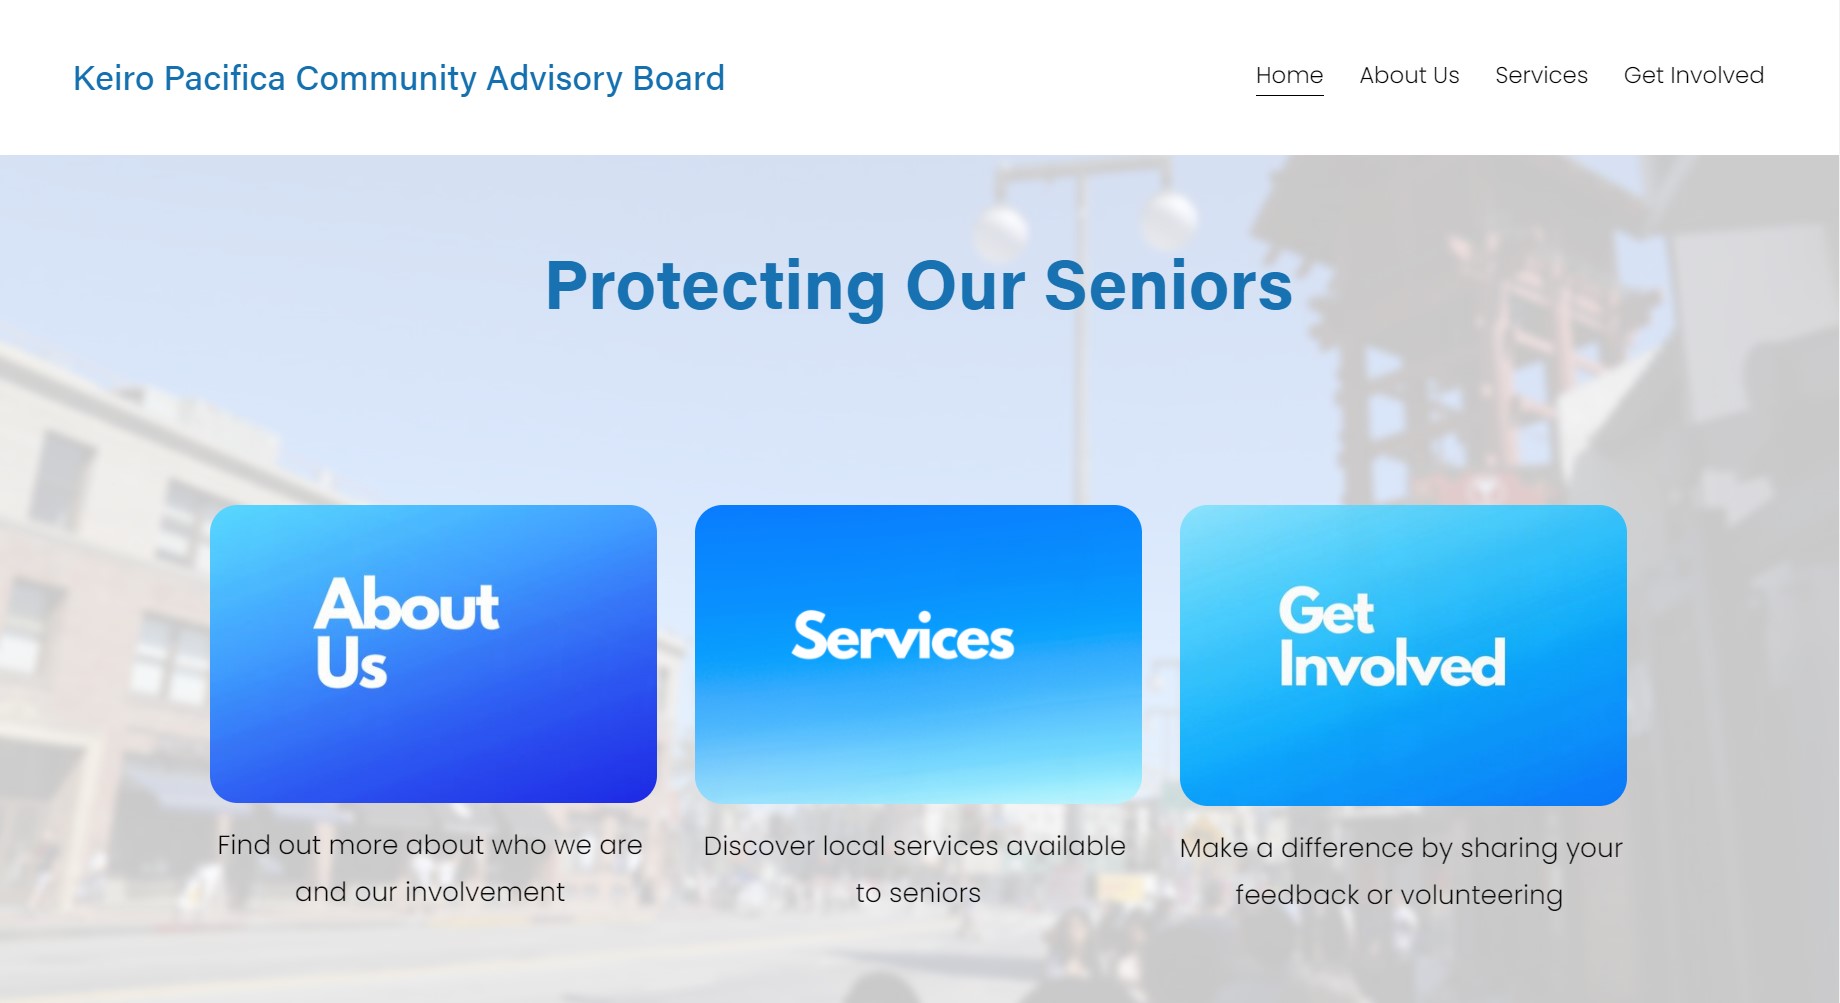 Keiro Pacifica Community Advisory Board
Home About Us Services Get Involved
Protecting Our Seniors
About
Us
Services
Get
Involved
Find out more about who we are
and our involvement
Discover local services available
to seniors
Make a difference by sharing your
feedback or volunteering